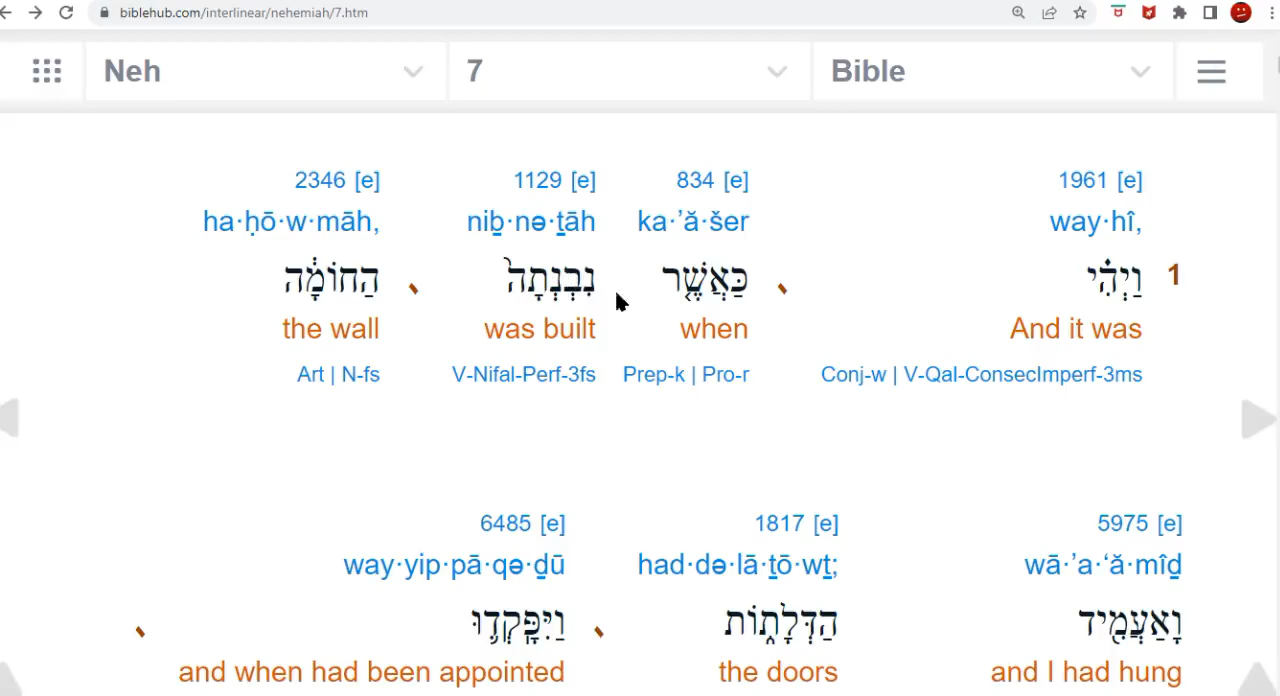 biblehub.com/interlinear/nehemiah/7.htm
Neh 7 Bible
2346 [e] 1129 [e] 834 [e] 1961 [e]
ha·ḥō·w·māh, niḇ·nə·ṯāh ka·’ă·šer way·hî,
1 וַיְהִ֗י כַּאֲשֶׁ֤ר נִבְנְתָה֙ הַחוֹמָ֔ה
the wall was built when And it was
Art | N-fs V-Nifal-Perf-3fs Prep-k | Pro-r Conj-w | V-Qal-ConsecImperf-3ms
6485 [e] 1817 [e] 5975 [e]
way·yip·pā·qə·ḏū had·də·lā·ṯō·wṯ; wā·’a·‘ă·mîḏ
וָאַעֲמִ֖יד הַדְּלָת֑וֹת וַיִּפָּֽקְד֛וּ
and when had been appointed the doors and I had hung